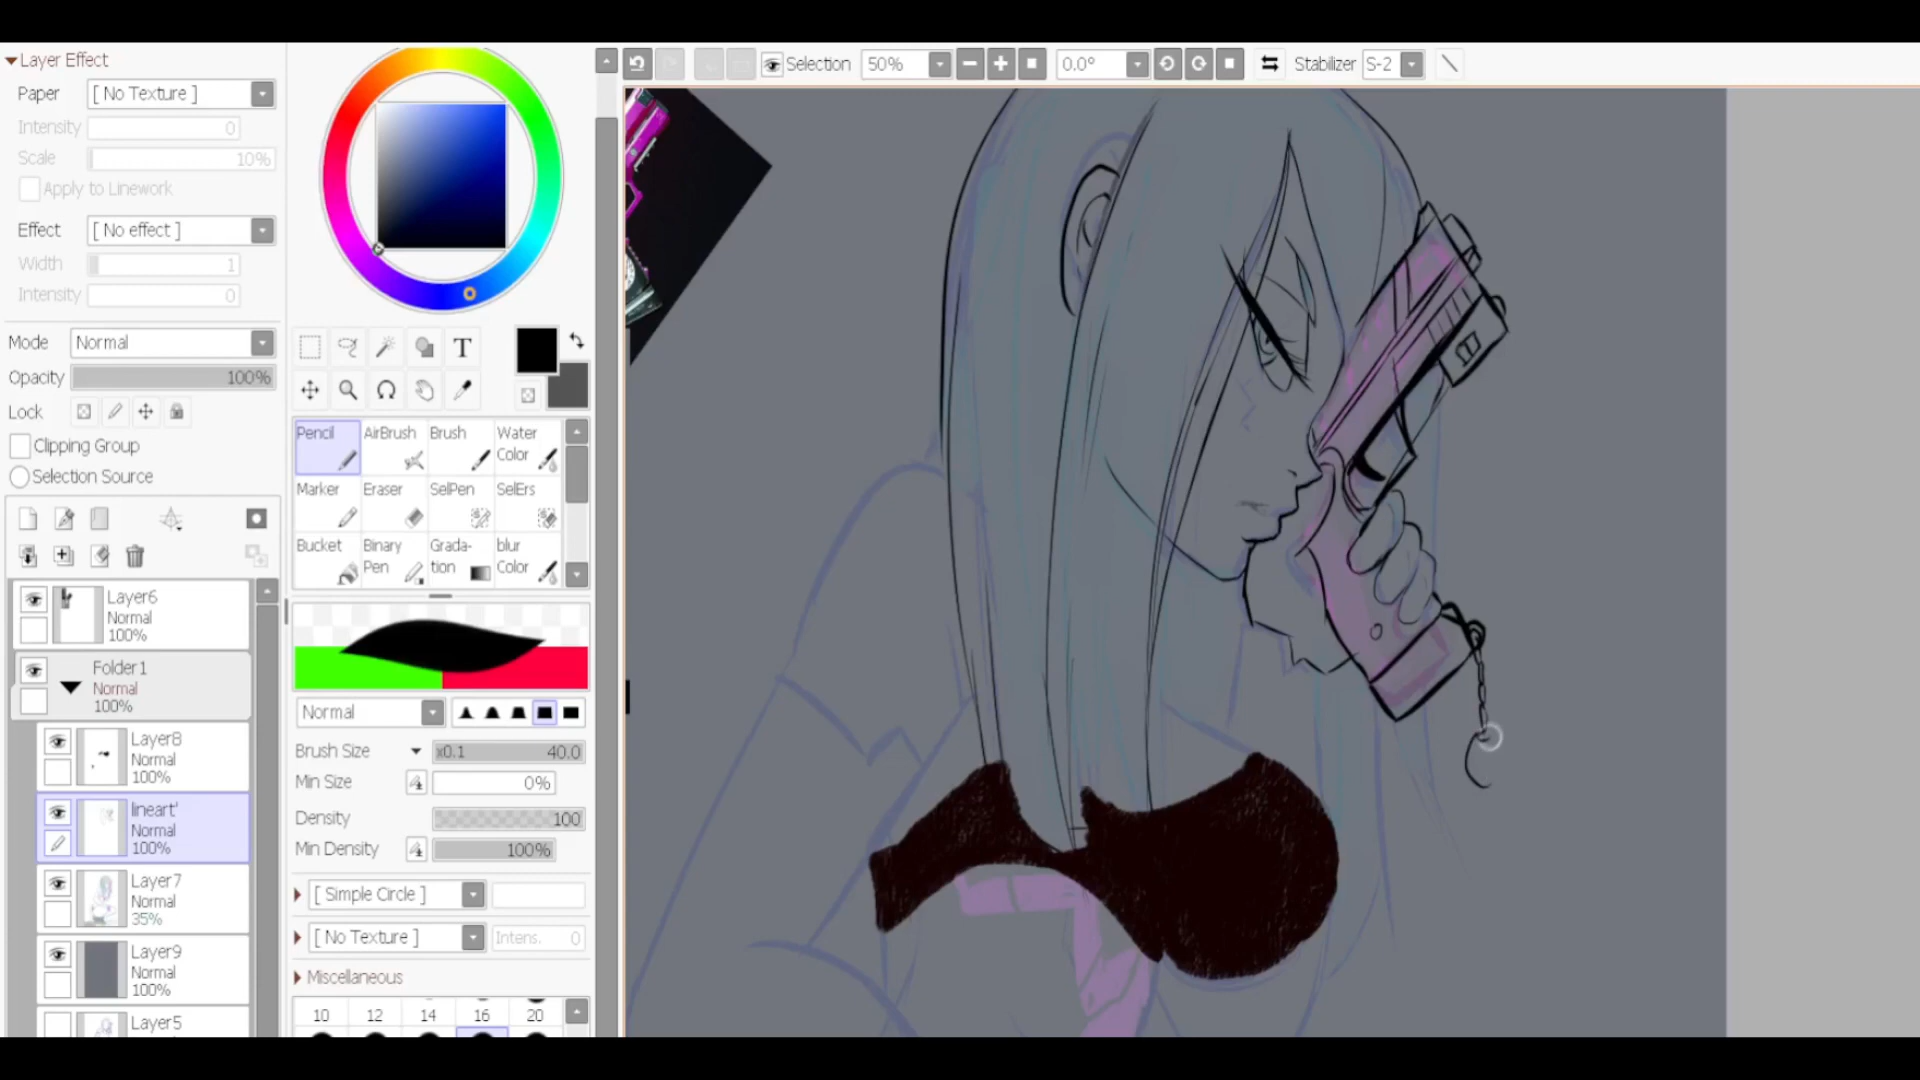 Layer Effect
Paper [ No Texture ]
Intensity 0
Scale 10%
Apply to Linework
Effect [ No effect ]
Width 1
Intensity 0
Mode Normal
Opacity 100%
Lock
Clipping Group
Selection Source
Layer6
Normal
100%
Folder1
Normal
100%
Layer8
Normal
100%
lineart'
Normal
100%
Layer7
Normal
35%
Layer9
Normal
100%
Layer5
T
Pencil AirBrush Brush Water Color
Marker Eraser SelPen SelErs
Bucket Binary Pen Grada-tion blur Color
Normal
Brush Size x0.1 40.0
Min Size 0%
Density 100
Min Density 100%
[ Simple Circle ]
[ No Texture ] Intens. 0
Miscellaneous
10 12 14 16 20
Selection 50% 0.0° Stabilizer S-2